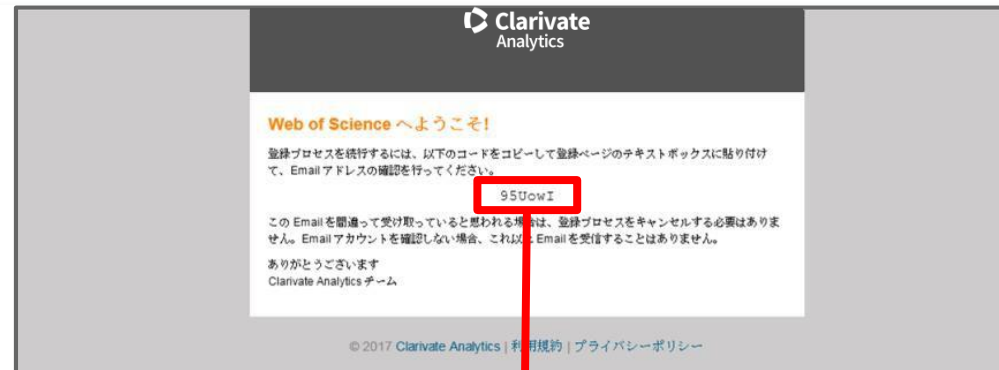 Clarivate
Analytics
Web of Science へようこそ!
登録プロセスを続行するには、以下のコードをコピーして登録ページのテキストボックスに貼り付け
て、Email アドレスの確認を行ってください。
95UowI
この Email を間違って受け取っていると思われる場合は、登録プロセスをキャンセルする必要はありま
せん。Email アカウントを確認しない場合、これ以上 Email を受信することはありません。
ありがとうございます
Clarivate Analytics チーム
© 2017 Clarivate Analytics | 利用規約 | プライバシーポリシー